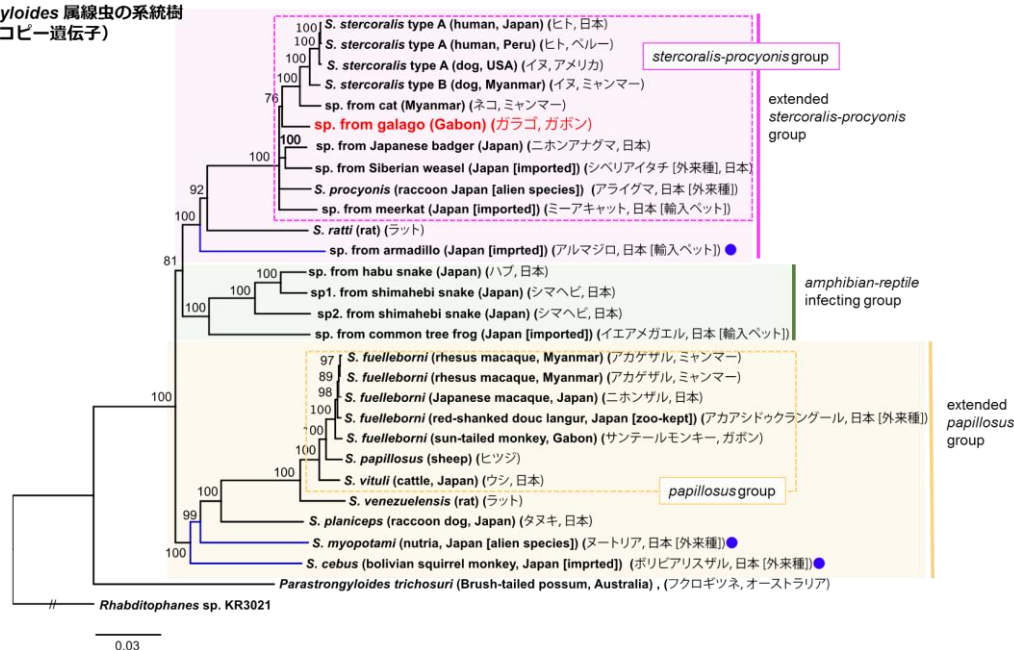 yloides 属線虫の系統樹
コピー遺伝子）
100 S. stercoralis type A (human, Japan) (ヒト, 日本)
100 S. stercoralis type A (human, Peru) (ヒト, ペルー)
100 S. stercoralis type A (dog, USA) (イヌ, アメリカ)
stercoralis-procyonis group
100 S. stercoralis type B (dog, Myanmar) (イヌ, ミャンマー)
76 sp. from cat (Myanmar) (ネコ, ミャンマー)
extended
stercoralis-procyonis
group
sp. from galago (Gabon) (ガラゴ, ガボン)
100 sp. from Japanese badger (Japan) (ニホンアナグマ, 日本)
100 sp. from Siberian weasel (Japan [imported]) (シベリアイタチ [外来種], 日本)
92 S. procyonis (raccoon Japan [alien species]) (アライグマ, 日本 [外来種])
sp. from meerkat (Japan [imported]) (ミーアキャット, 日本 [輸入ペット])
100 S. ratti (rat) (ラット)
sp. from armadillo (Japan [imprted]) (アルマジロ, 日本 [輸入ペット])
81
100 sp. from habu snake (Japan) (ハブ, 日本)
100 sp1. from shimahebi snake (Japan) (シマヘビ, 日本)
amphibian-reptile
infecting group
100 sp2. from shimahebi snake (Japan) (シマヘビ, 日本)
sp. from common tree frog (Japan [imported]) (イエアメガエル, 日本 [輸入ペット])
97 S. fuelleborni (rhesus macaque, Myanmar) (アカゲザル, ミャンマー)
89 S. fuelleborni (rhesus macaque, Myanmar) (アカゲザル, ミャンマー)
98 S. fuelleborni (Japanese macaque, Japan) (ニホンザル, 日本)
100 S. fuelleborni (red-shanked douc langur, Japan [zoo-kept]) (アカアシドゥクラングール, 日本 [外来種])
100 S. fuelleborni (sun-tailed monkey, Gabon) (サンテールモンキー, ガボン)
extended
papillosus
group
100
100 S. papillosus (sheep) (ヒツジ)
100 S. vituli (cattle, Japan) (ウシ, 日本)
papillosus group
100 S. venezuelensis (rat) (ラット)
99 S. planiceps (raccoon dog, Japan) (タヌキ, 日本)
S. myopotami (nutria, Japan [alien species]) (ヌートリア, 日本 [外来種])
100 S. cebus (bolivian squirrel monkey, Japan [imprted]) (ボリビアリスザル, 日本 [外来種])
Parastrongyloides trichosuri (Brush-tailed possum, Australia) , (フクロギツネ, オーストラリア)
Rhabditophanes sp. KR3021
0.03